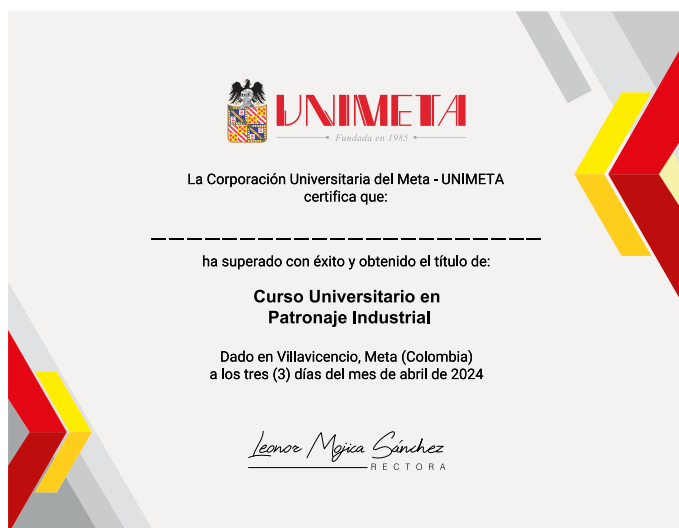 UNIMETA
Fundada en 1985
La Corporación Universitaria del Meta - UNIMETA
certifica que:
ha superado con éxito y obtenido el título de:
Curso Universitario en
Patronaje Industrial
Dado en Villavicencio, Meta (Colombia)
a los tres (3) días del mes de abril de 2024
Leonor Mojica Sánchez
RECTORA